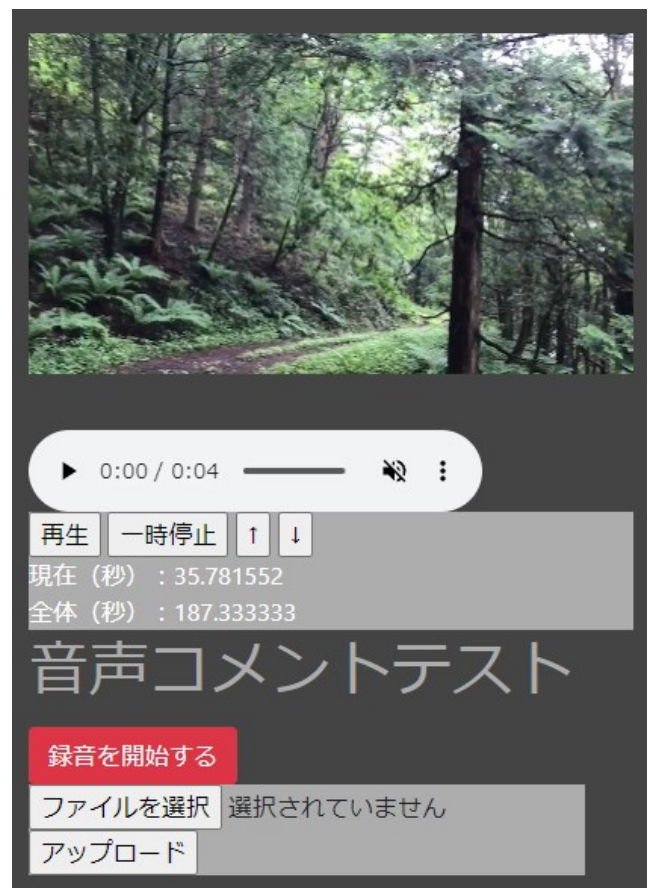 0:00 / 0:04
再生 一時停止 ↑ ↓
現在（秒）：35.781552
全体（秒）：187.333333
音声コメントテスト
録音を開始する
ファイルを選択 選択されていません
アップロード